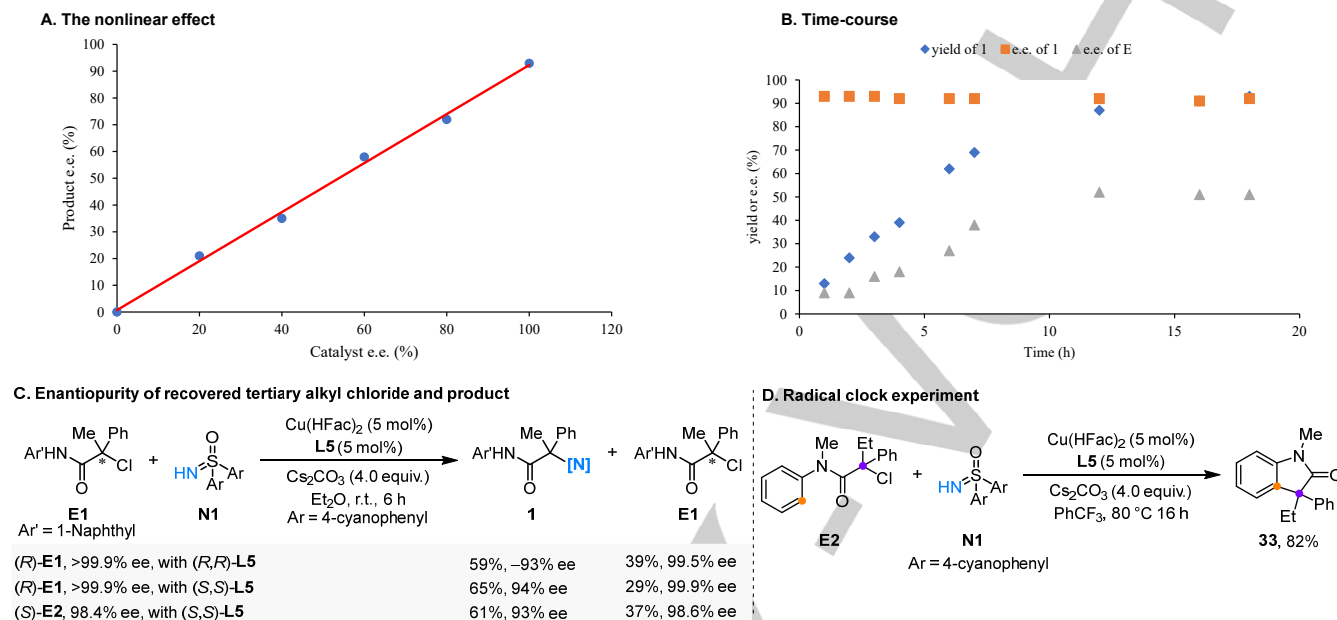 A. The nonlinear effect
Product e.e. (%)
100
90
80
70
60
50
40
30
20
10
0
0 20 40 60 80 100 120
Catalyst e.e. (%)
B. Time-course
yield of 1 e.e. of 1 e.e. of E
yield or e.e. (%)
100
90
80
70
60
50
40
30
20
10
0
0 5 10 15 20
Time (h)
C. Enantiopurity of recovered tertiary alkyl chloride and product
Me Ph
Ar'HN * Cl
O
E1
Ar' = 1-Naphthyl
+
O
HN S Ar
Ar
N1
Cu(HFac)2 (5 mol%)
L5 (5 mol%)
Cs2CO3 (4.0 equiv.)
Et2O, r.t., 6 h
Ar = 4-cyanophenyl
Me Ph
Ar'HN [N]
O
1
+
Me Ph
Ar'HN * Cl
O
E1
(R)-E1, >99.9% ee, with (R,R)-L5 59%, –93% ee 39%, 99.5% ee
(R)-E1, >99.9% ee, with (S,S)-L5 65%, 94% ee 29%, 99.9% ee
(S)-E2, 98.4% ee, with (S,S)-L5 61%, 93% ee 37%, 98.6% ee
D. Radical clock experiment
Me Et
N Ph
Cl
O
E2
+
O
HN S Ar
Ar
N1
Ar = 4-cyanophenyl
Cu(HFac)2 (5 mol%)
L5 (5 mol%)
Cs2CO3 (4.0 equiv.)
PhCF3, 80 °C 16 h
Me
N
O
Ph
Et
33, 82%